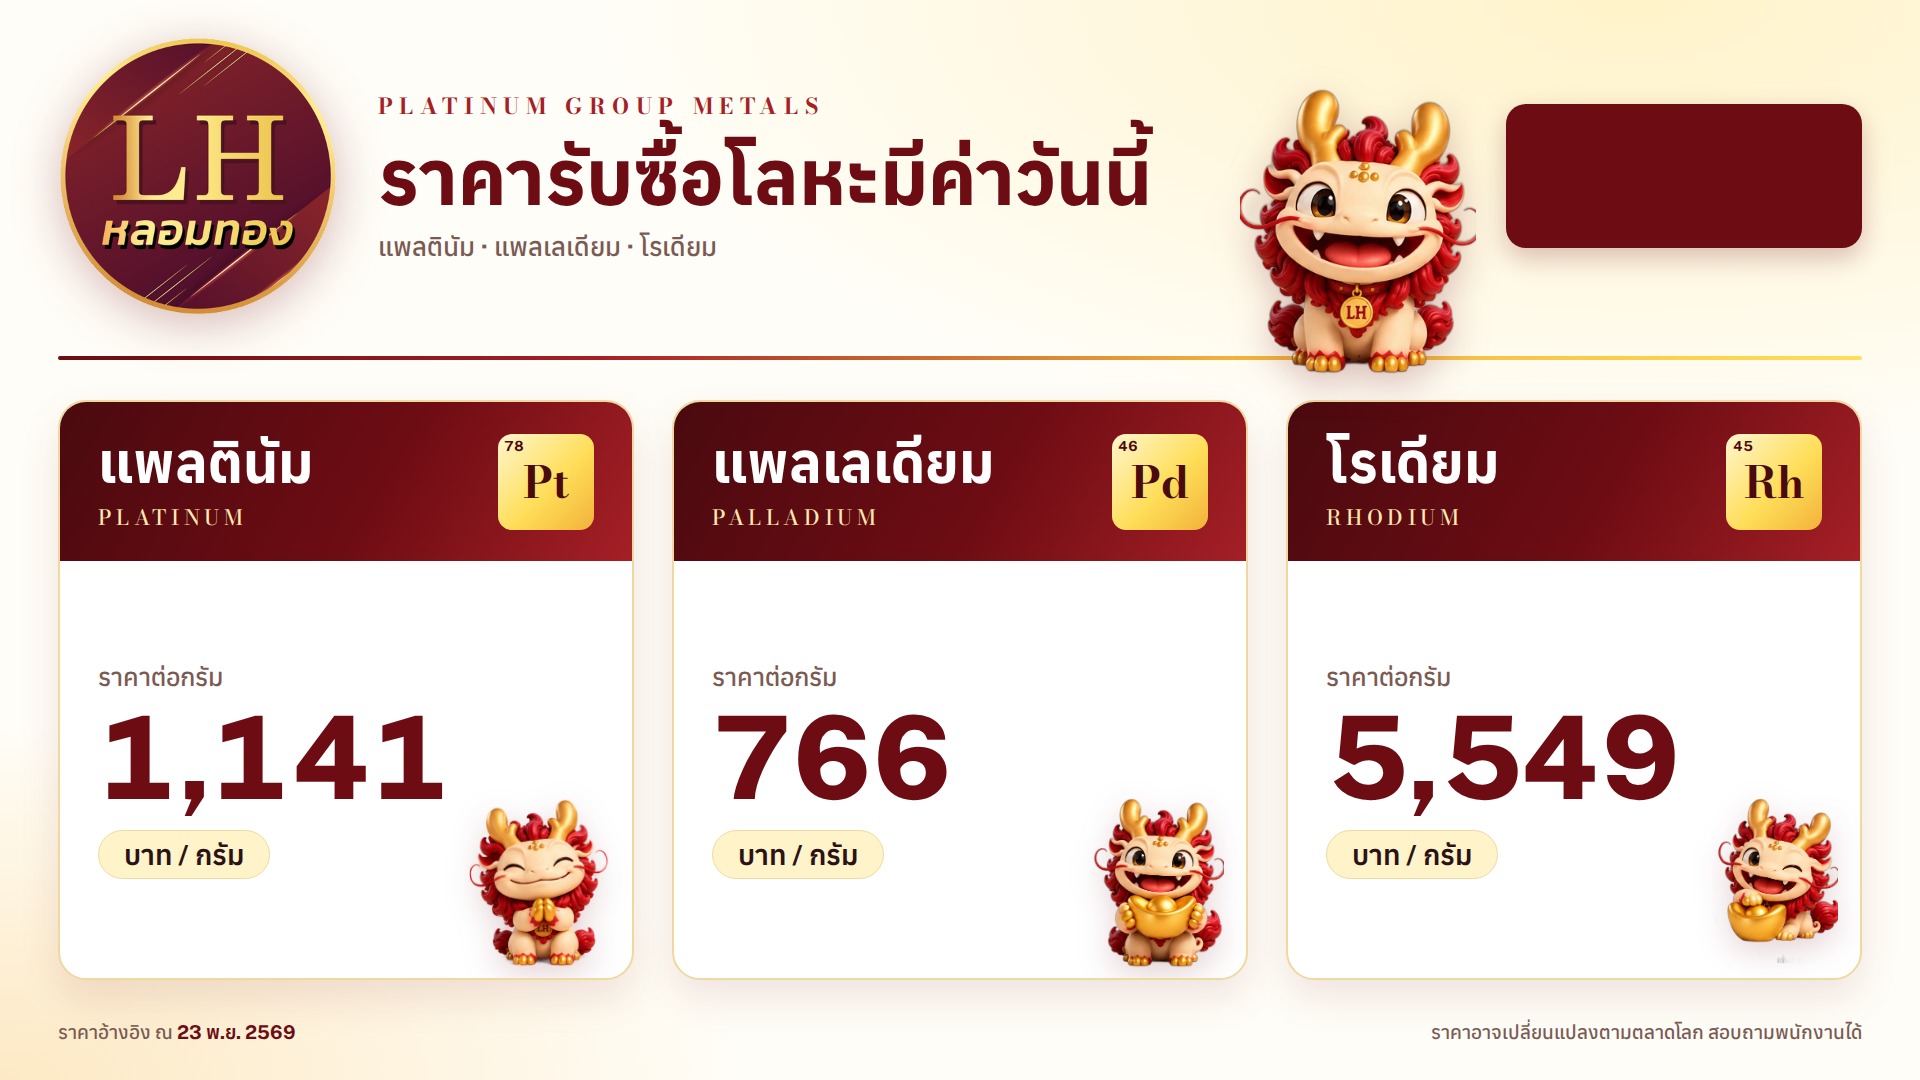 LH
หลอมทอง
PLATINUM GROUP METALS
ราคารับซื้อโลหะมีค่าวันนี้
แพลตินัม · แพลเลเดียม · โรเดียม
LH
แพลตินัม
PLATINUM
78
Pt
ราคาต่อกรัม
1,141
บาท / กรัม
LH
แพลเลเดียม
PALLADIUM
46
Pd
ราคาต่อกรัม
766
บาท / กรัม
โรเดียม
RHODIUM
45
Rh
ราคาต่อกรัม
5,549
บาท / กรัม
ราคาอ้างอิง ณ 23 พ.ย. 2569
ราคาอาจเปลี่ยนแปลงตามตลาดโลก สอบถามพนักงานได้